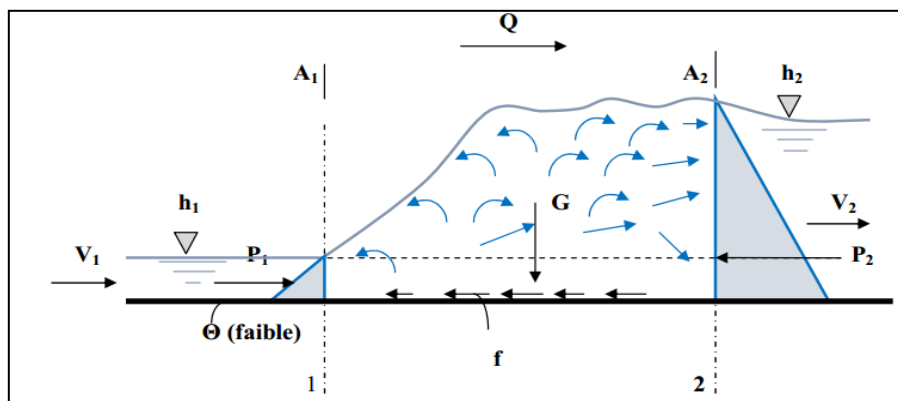 Q
A₁
A₂
h₂
h₁
G
V₁
P₁
V₂
P₂
Θ (faible)
f
1
2